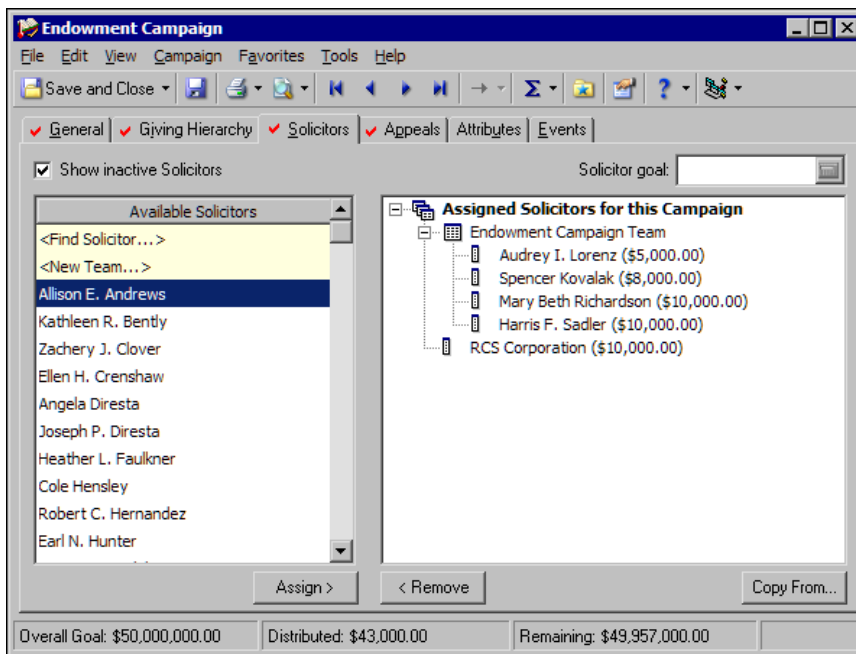 Endowment Campaign
File Edit View Campaign Favorites Tools Help
Save and Close
General Giving Hierarchy Solicitors Appeals Attributes Events
Show inactive Solicitors Solicitor goal:
Available Solicitors
<Find Solicitor...>
<New Team...>
Allison E. Andrews
Kathleen R. Bently
Zachery J. Clover
Ellen H. Crenshaw
Angela Diresta
Joseph P. Diresta
Heather L. Faulkner
Cole Hensley
Robert C. Hernandez
Earl N. Hunter
Assigned Solicitors for this Campaign
Endowment Campaign Team
Audrey I. Lorenz ($5,000.00)
Spencer Kovalak ($8,000.00)
Mary Beth Richardson ($10,000.00)
Harris F. Sadler ($10,000.00)
RCS Corporation ($10,000.00)
Assign > < Remove Copy From...
Overall Goal: $50,000,000.00 Distributed: $43,000.00 Remaining: $49,957,000.00